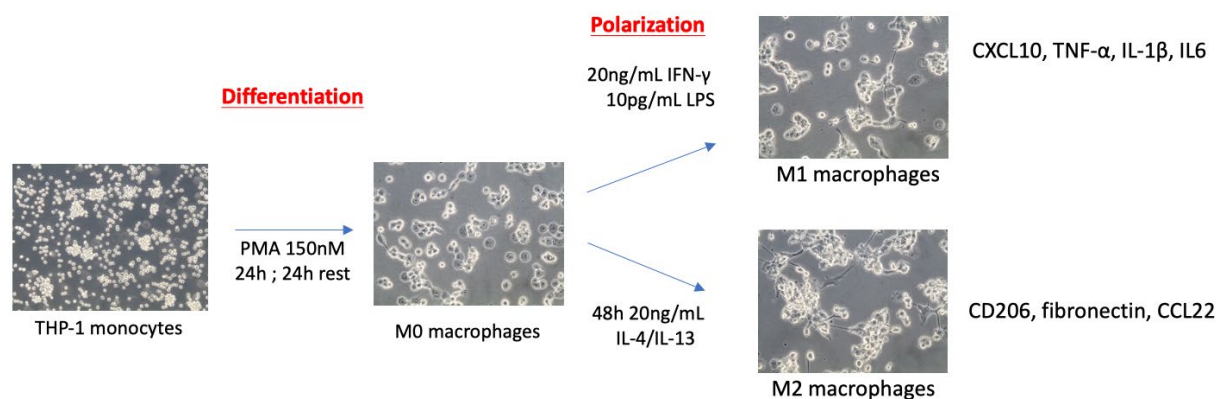 Differentiation
Polarization
THP-1 monocytes
PMA 150nM
24h ; 24h rest
M0 macrophages
20ng/mL IFN-γ
10pg/mL LPS
M1 macrophages
CXCL10, TNF-α, IL-1β, IL6
48h 20ng/mL
IL-4/IL-13
M2 macrophages
CD206, fibronectin, CCL22